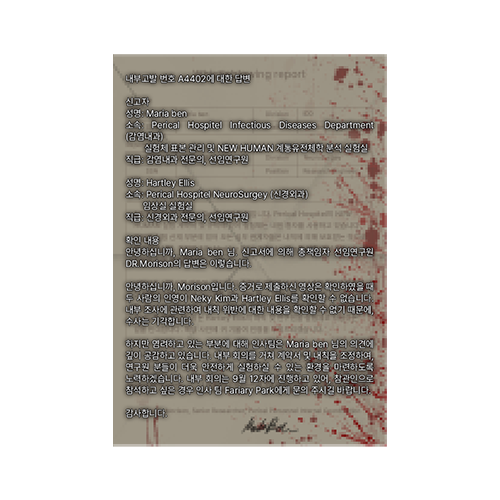 ving report
내부고발 번호 A4402에 대한 답변
신고자
성명: Maria ben
소속: Perical Hospitel Infectious Diseases Department
(감염내과)
실험체 표본 관리 및 NEW HUMAN 계통유전체학 분석 실험실
직급: 감염내과 전문의, 선임연구원
성명: Hartley Ellis
소속: Perical Hospitel NeuroSurgey (신경외과)
임상실 실험실
직급: 신경외과 전문의, 선임연구원
확인 내용
안녕하십니까, Maria ben 님. 신고서에 의해 총책임자 선임연구원
DR.Morison의 답변은 이렇습니다.
안녕하십니까, Morison입니다. 증거로 제출하신 영상은 확인하였을 때
두 사람의 인영이 Neky Kim과 Hartley Ellis를 확인할 수 없습니다.
내부 조사에 관련하여 내칙 위반에 대한 내용을 확인할 수 없기 때문에,
수사는 기각합니다.
하지만 염려하고 있는 부분에 대해 인사팀은 Maria ben 님의 의견에
깊이 공감하고 있습니다. 내부 회의를 거쳐 계약서 및 내칙을 조정하여,
연구원 분들이 더욱 안전하게 실험하실 수 있는 환경을 마련하도록
노력하겠습니다. 내부 회의는 9월 12자에 진행하고 있어, 참관인으로
참석하고 싶은 경우 인사 팀 Fariary Park에게 문의 주시길 바랍니다.
감사합니다.